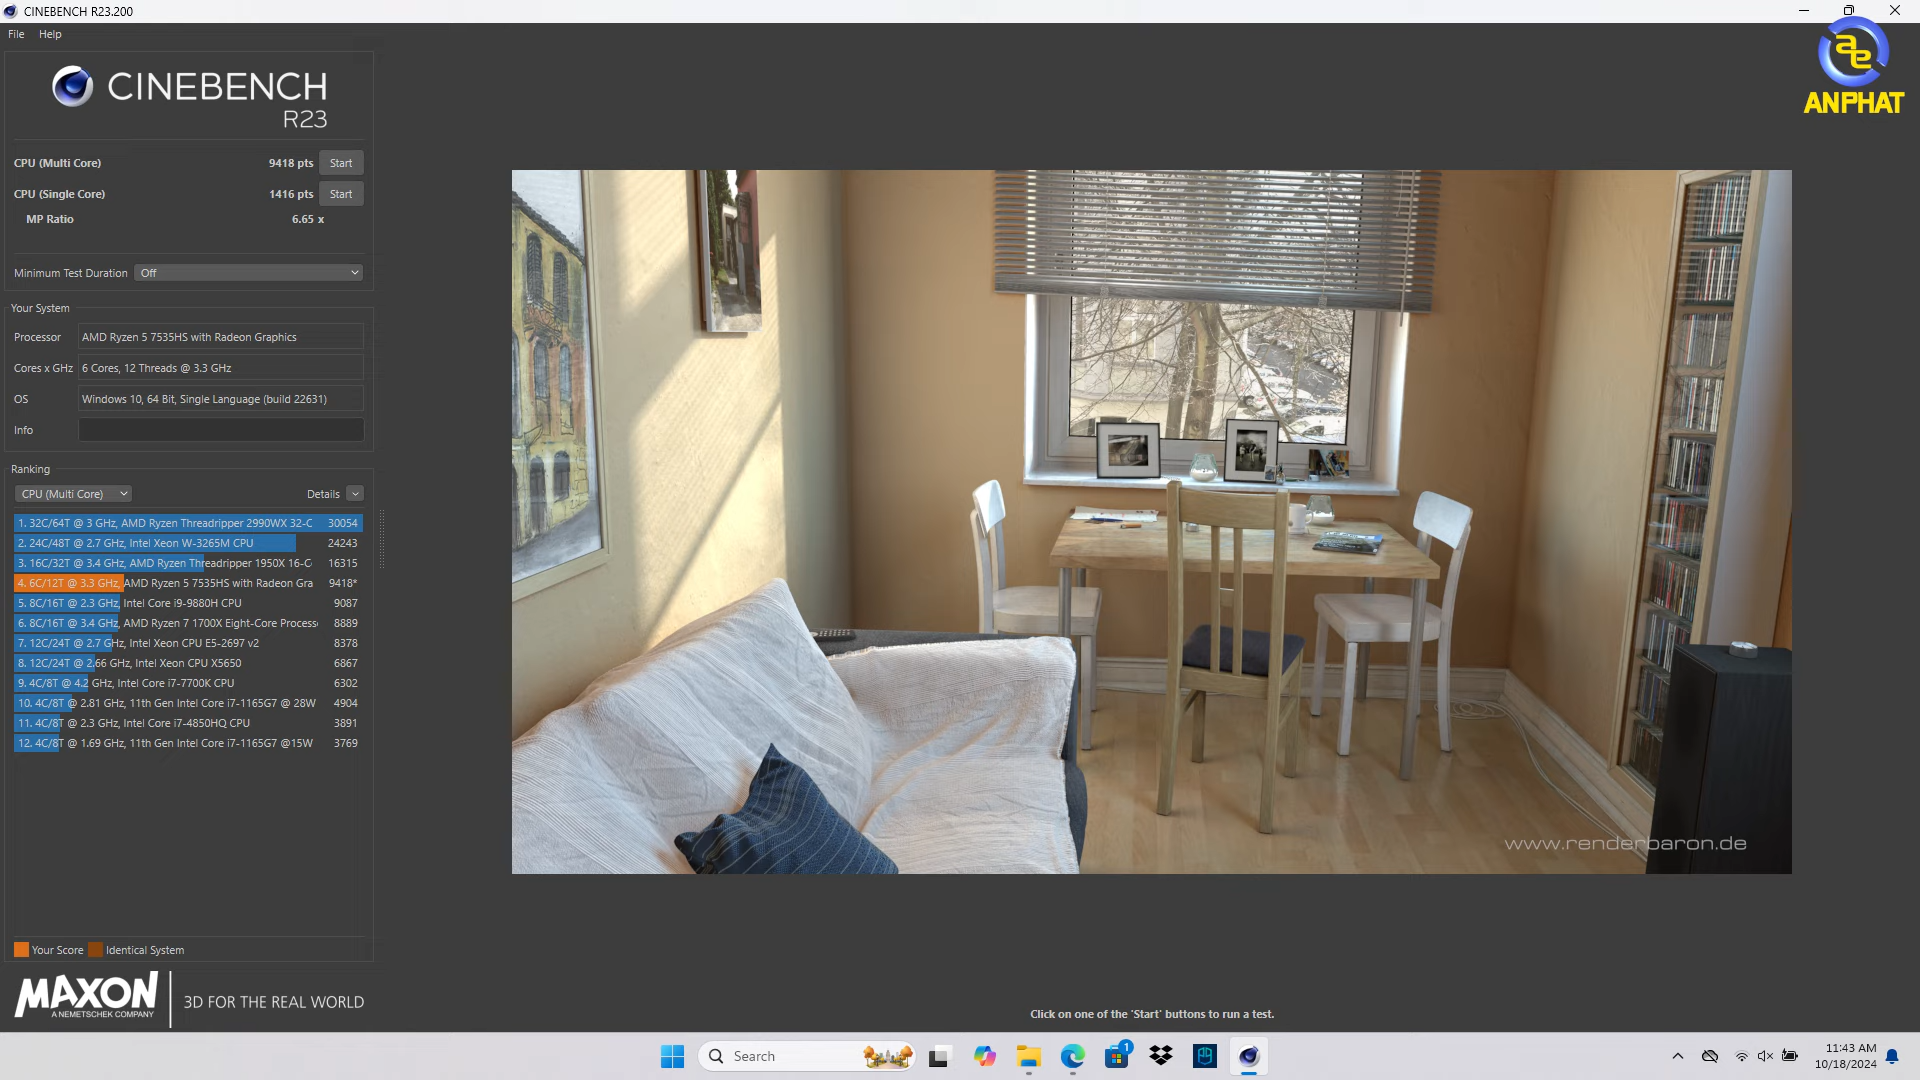 CINEBENCH R23.200
File Help
ANPHAT
CINEBENCH
R23
CPU (Multi Core) 9418 pts Start
CPU (Single Core) 1416 pts Start
MP Ratio 6.65 x
Minimum Test Duration Off
Your System
Processor AMD Ryzen 5 7535HS with Radeon Graphics
Cores x GHz 6 Cores, 12 Threads @ 3.3 GHz
OS Windows 10, 64 Bit, Single Language (build 22631)
Info
Ranking
CPU (Multi Core) Details
1. 32C/64T @ 3 GHz, AMD Ryzen Threadripper 2990WX 32-C 30054
2. 24C/48T @ 2.7 GHz, Intel Xeon W-3265M CPU 24243
3. 16C/32T @ 3.4 GHz, AMD Ryzen Threadripper 1950X 16-C 16315
4. 6C/12T @ 3.3 GHz, AMD Ryzen 5 7535HS with Radeon Gra 9418*
5. 8C/16T @ 2.3 GHz, Intel Core i9-9880H CPU 9087
6. 8C/16T @ 3.4 GHz, AMD Ryzen 7 1700X Eight-Core Process 8889
7. 12C/24T @ 2.7 GHz, Intel Xeon CPU E5-2697 v2 8378
8. 12C/24T @ 2.66 GHz, Intel Xeon CPU X5650 6867
9. 4C/8T @ 4.2 GHz, Intel Core i7-7700K CPU 6302
10. 4C/8T @ 2.81 GHz, 11th Gen Intel Core i7-1165G7 @ 28W 4904
11. 4C/8T @ 2.3 GHz, Intel Core i7-4850HQ CPU 3891
12. 4C/8T @ 1.69 GHz, 11th Gen Intel Core i7-1165G7 @15W 3769
Your Score Identical System
www.renderbaron.de
MAXON
A NEMETSCHEK COMPANY
3D FOR THE REAL WORLD
Click on one of the 'Start' buttons to run a test.
Search
1
11:43 AM
10/18/2024